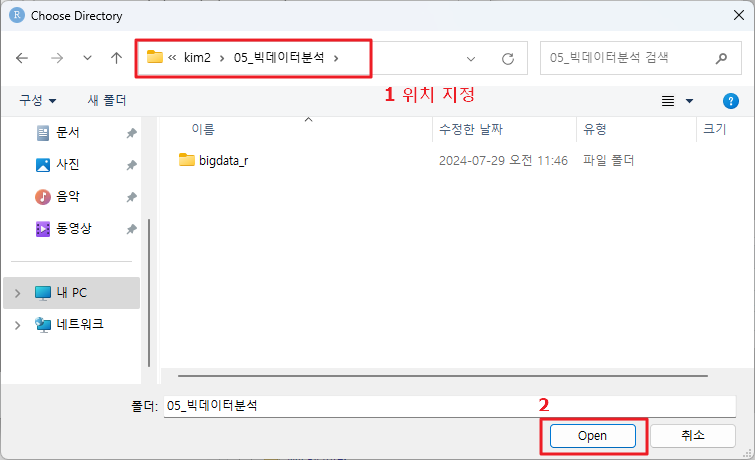 Choose Directory
« kim2 › 05_빅데이터분석 ›
05_빅데이터분석 검색
1 위치 지정
구성
새 폴더
문서
사진
음악
동영상
내 PC
네트워크
이름
수정한 날짜
유형
크기
bigdata_r
2024-07-29 오전 11:46
파일 폴더
폴더: 05_빅데이터분석
2
Open
취소